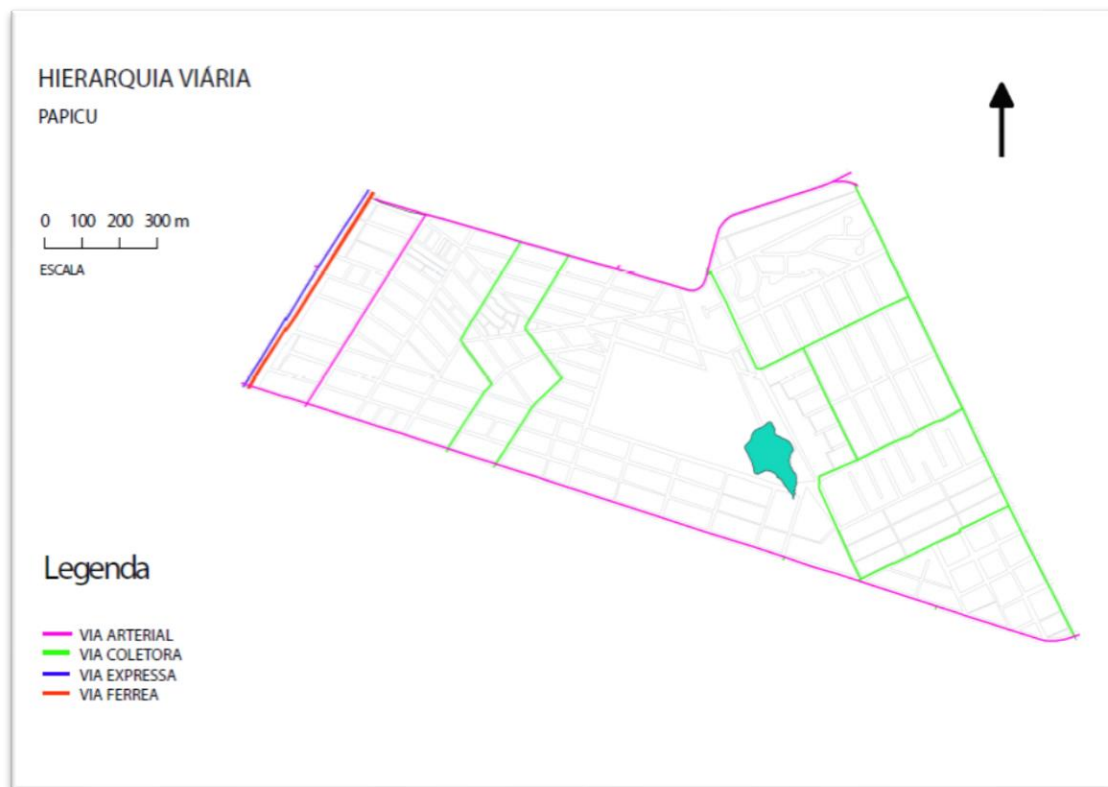 HIERARQUIA VIÁRIA
PAPICU
0 100 200 300 m
ESCALA
Legenda
VIA ARTERIAL
VIA COLETORA
VIA EXPRESSA
VIA FERREA